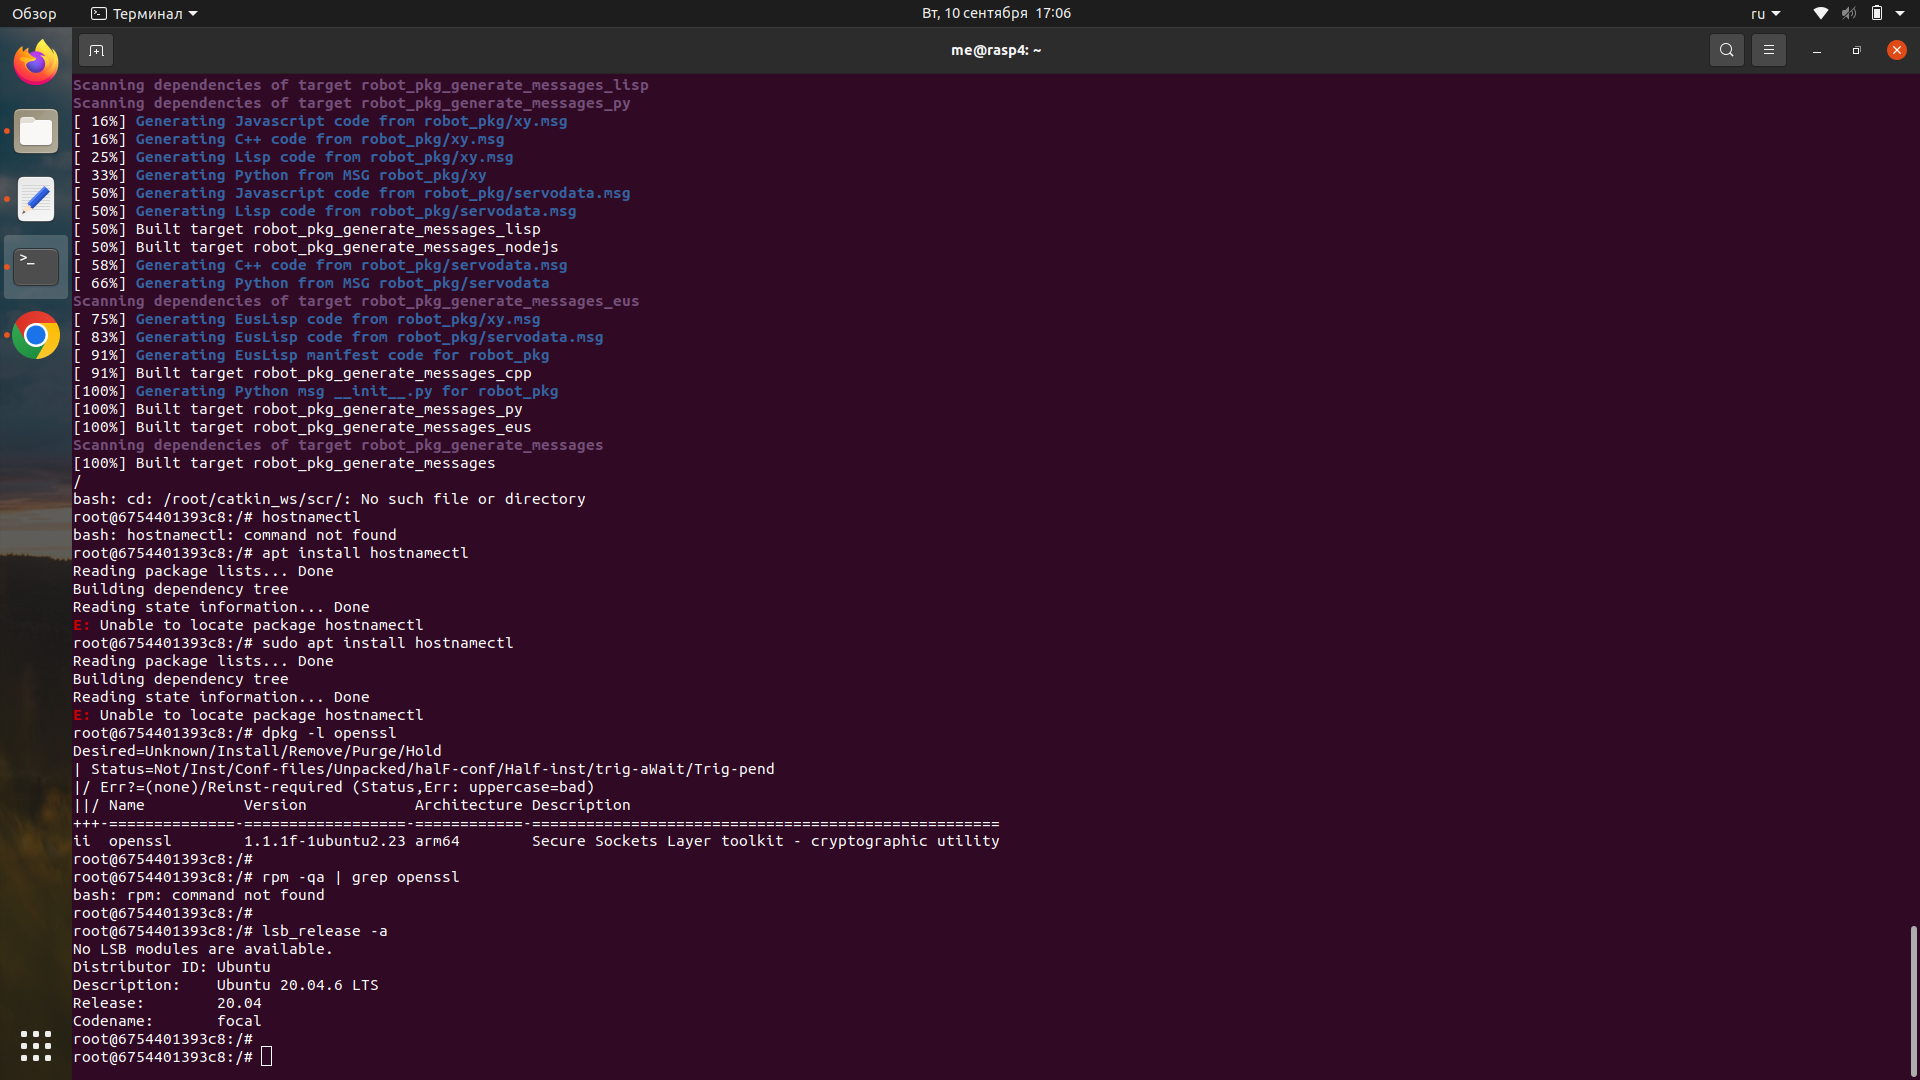 Обзор
Терминал
Вт, 10 сентября 17:06
ru
me@rasp4: ~
Scanning dependencies of target robot_pkg_generate_messages_lisp
Scanning dependencies of target robot_pkg_generate_messages_py
[ 16%] Generating Javascript code from robot_pkg/xy.msg
[ 16%] Generating C++ code from robot_pkg/xy.msg
[ 25%] Generating Lisp code from robot_pkg/xy.msg
[ 33%] Generating Python from MSG robot_pkg/xy
[ 50%] Generating Javascript code from robot_pkg/servodata.msg
[ 50%] Generating Lisp code from robot_pkg/servodata.msg
[ 50%] Built target robot_pkg_generate_messages_lisp
[ 50%] Built target robot_pkg_generate_messages_nodejs
[ 58%] Generating C++ code from robot_pkg/servodata.msg
[ 66%] Generating Python from MSG robot_pkg/servodata
Scanning dependencies of target robot_pkg_generate_messages_eus
[ 75%] Generating EusLisp code from robot_pkg/xy.msg
[ 83%] Generating EusLisp code from robot_pkg/servodata.msg
[ 91%] Generating EusLisp manifest code for robot_pkg
[ 91%] Built target robot_pkg_generate_messages_cpp
[100%] Generating Python msg __init__.py for robot_pkg
[100%] Built target robot_pkg_generate_messages_py
[100%] Built target robot_pkg_generate_messages_eus
Scanning dependencies of target robot_pkg_generate_messages
[100%] Built target robot_pkg_generate_messages
/
bash: cd: /root/catkin_ws/scr/: No such file or directory
root@6754401393c8:/# hostnamectl
bash: hostnamectl: command not found
root@6754401393c8:/# apt install hostnamectl
Reading package lists... Done
Building dependency tree
Reading state information... Done
E: Unable to locate package hostnamectl
root@6754401393c8:/# sudo apt install hostnamectl
Reading package lists... Done
Building dependency tree
Reading state information... Done
E: Unable to locate package hostnamectl
root@6754401393c8:/# dpkg -l openssl
Desired=Unknown/Install/Remove/Purge/Hold
| Status=Not/Inst/Conf-files/Unpacked/halF-conf/Half-inst/trig-aWait/Trig-pend
|/ Err?=(none)/Reinst-required (Status,Err: uppercase=bad)
||/ Name           Version            Architecture Description
+++-==============-==================-============-====================================================
ii  openssl        1.1.1f-1ubuntu2.23 arm64        Secure Sockets Layer toolkit - cryptographic utility
root@6754401393c8:/#
root@6754401393c8:/# rpm -qa | grep openssl
bash: rpm: command not found
root@6754401393c8:/#
root@6754401393c8:/# lsb_release -a
No LSB modules are available.
Distributor ID: Ubuntu
Description:    Ubuntu 20.04.6 LTS
Release:        20.04
Codename:       focal
root@6754401393c8:/#
root@6754401393c8:/#